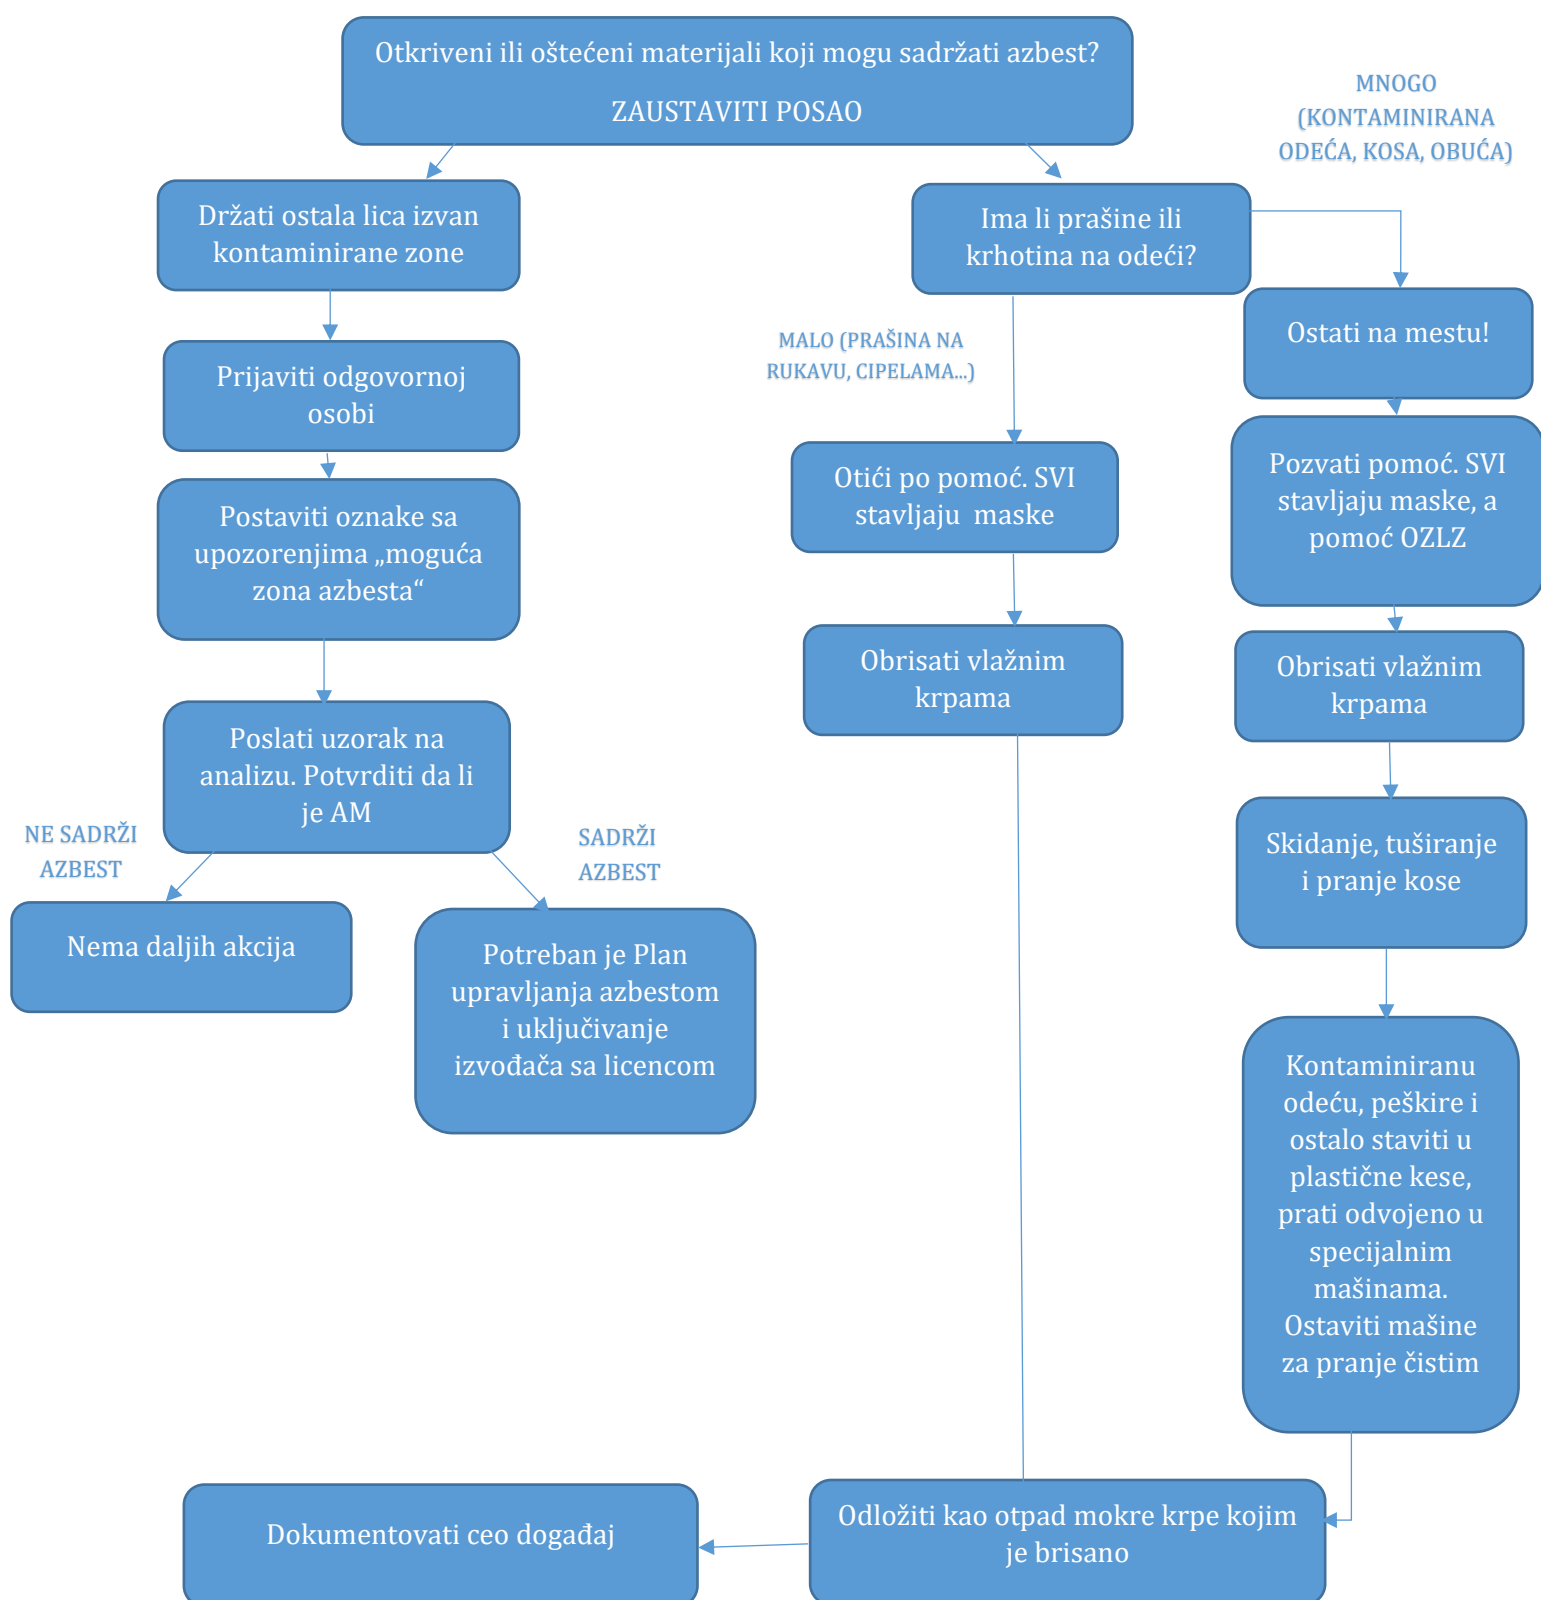 Otkriveni ili oštećeni materijali koji mogu sadržati azbest?
ZAUSTAVITI POSAO
MNOGO
(KONTAMINIRANA
ODEĆA, KOSA, OBUĆA)
Držati ostala lica izvan
kontaminirane zone
Ima li prašine ili
krhotina na odeći?
Prijaviti odgovornoj
osobi
MALO (PRAŠINA NA
RUKAVU, CIPELAMA...)
Ostati na mestu!
Postaviti oznake sa
upozorenjima „moguća
zona azbesta“
Otići po pomoć. SVI
stavljaju maske
Pozvati pomoć. SVI
stavljaju maske, a
pomoć OZLZ
Poslati uzorak na
analizu. Potvrditi da li
je AM
Obrisati vlažnim
krpama
Obrisati vlažnim
krpama
NE SADRŽI
AZBEST
SADRŽI
AZBEST
Skidanje, tuširanje
i pranje kose
Nema daljih akcija
Potreban je Plan
upravljanja azbestom
i uključivanje
izvođača sa licencom
Kontaminiranu
odeću, peškire i
ostalo staviti u
plastične kese,
prati odvojeno u
specijalnim
mašinama.
Ostaviti mašine
za pranje čistim
Odložiti kao otpad mokre krpe kojim
je brisano
Dokumentovati ceo događaj